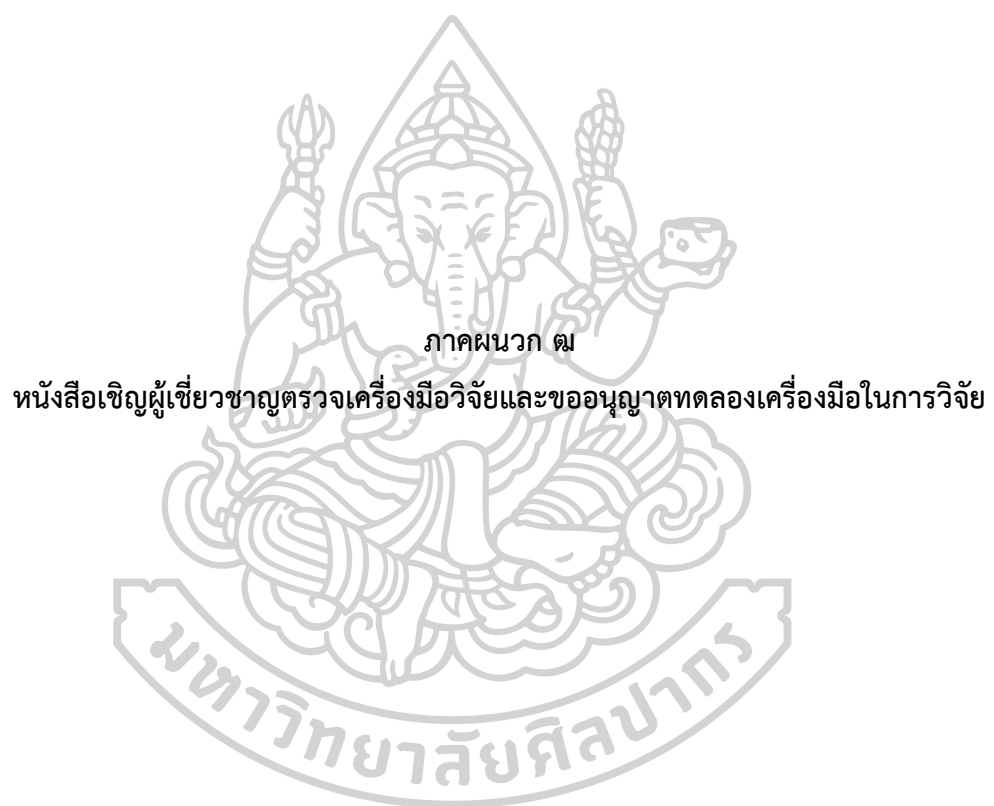 ภาคผนวก ฒ
หนังสือเชิญผู้เชี่ยวชาญตรวจเครื่องมือวิจัยและขออนุญาตทดลองเครื่องมือในการวิจัย
มหาวิทยาลัยศิลปากร